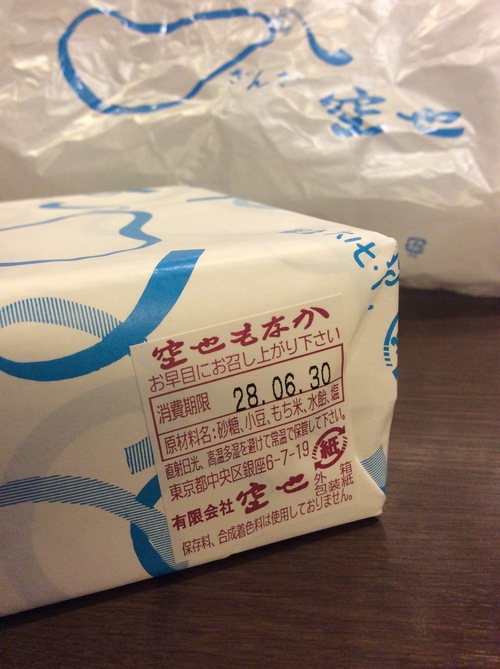 ぎんざ
空也
空也もなか
お早目にお召し上がり下さい
消費期限 28.06.30
原材料名:砂糖、小豆、もち米、水飴、塩
直射日光、高温多湿を避けて常温で保管して下さい。
東京都中央区銀座6-7-19
有限会社 空也
紙
外箱
包装紙
保存料、合成着色料は使用しておりません。